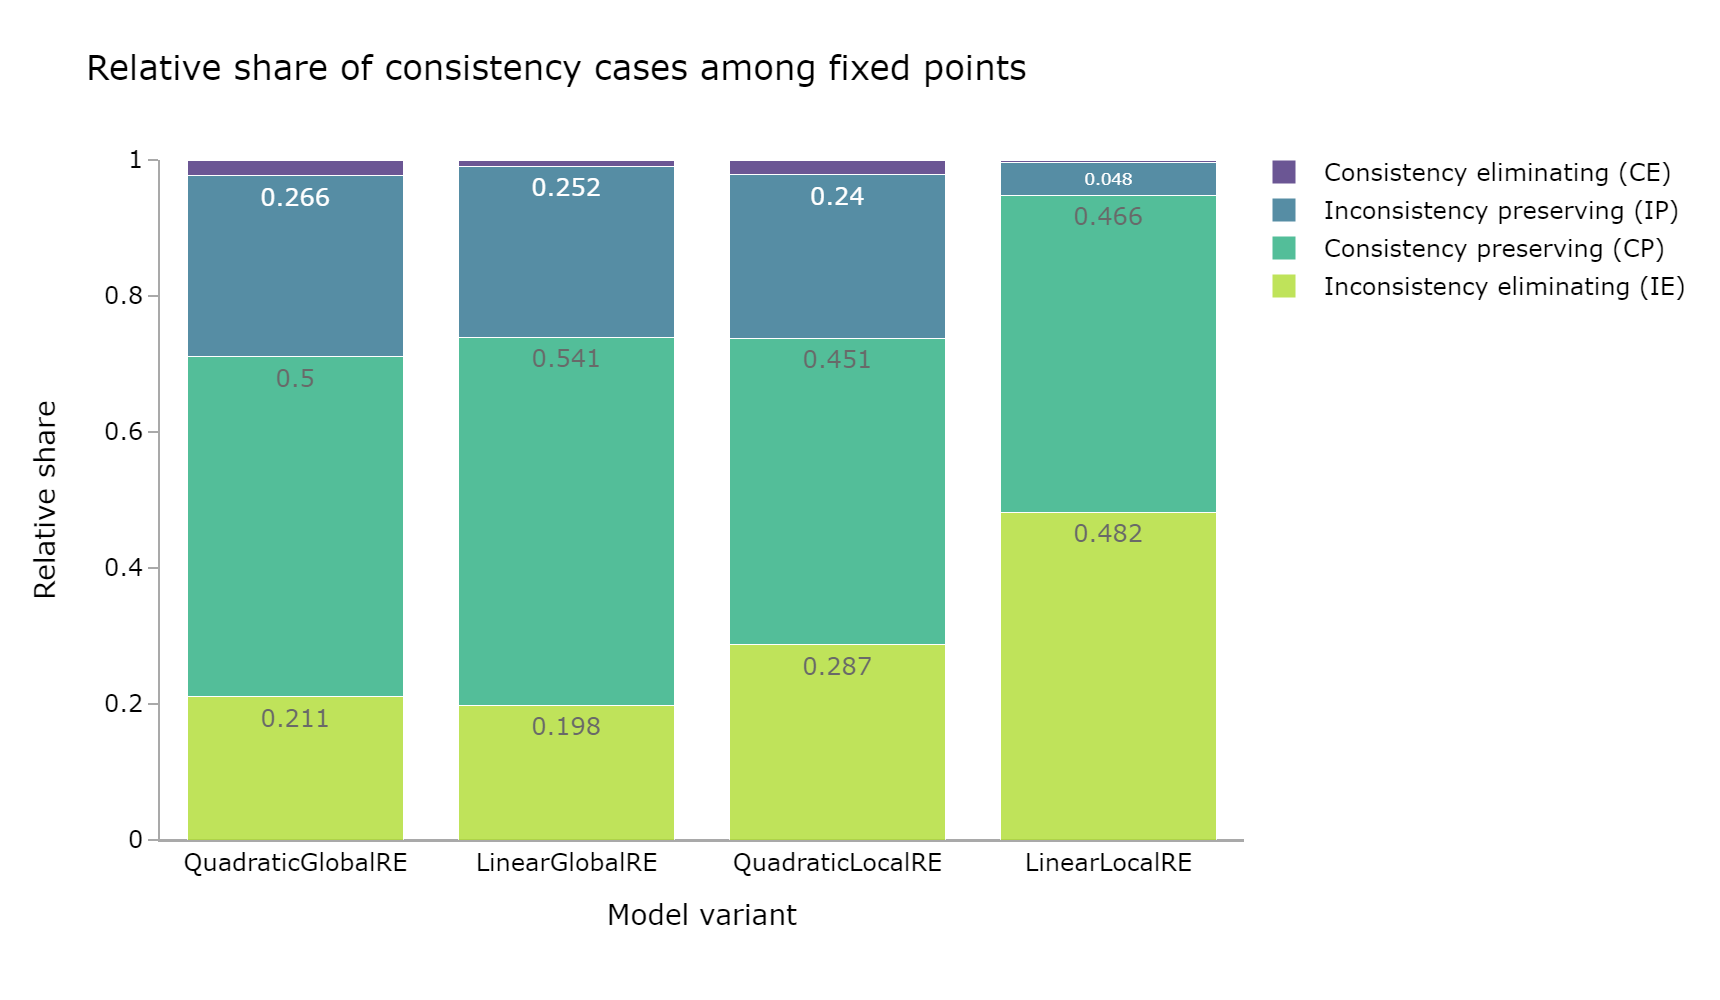 Relative share of consistency cases among fixed points
Relative share
1
0.8
0.6
0.4
0.2
0
0.266
0.5
0.211
0.252
0.541
0.198
0.24
0.451
0.287
0.048
0.466
0.482
QuadraticGlobalRE
LinearGlobalRE
QuadraticLocalRE
LinearLocalRE
Model variant
Consistency eliminating (CE)
Inconsistency preserving (IP)
Consistency preserving (CP)
Inconsistency eliminating (IE)